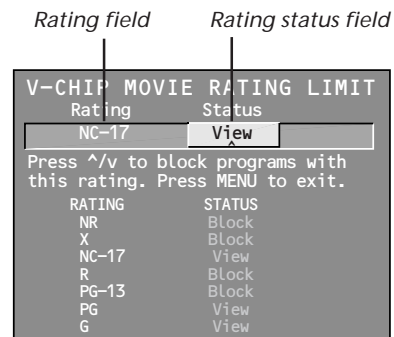 Rating field Rating status field
V-CHIP MOVIE RATING LIMIT
Rating Status
NC-17 View
^
Press ^/v to block programs with
this rating. Press MENU to exit.
RATING STATUS
NR Block
X Block
NC-17 View
R Block
PG-13 Block
PG View
G View